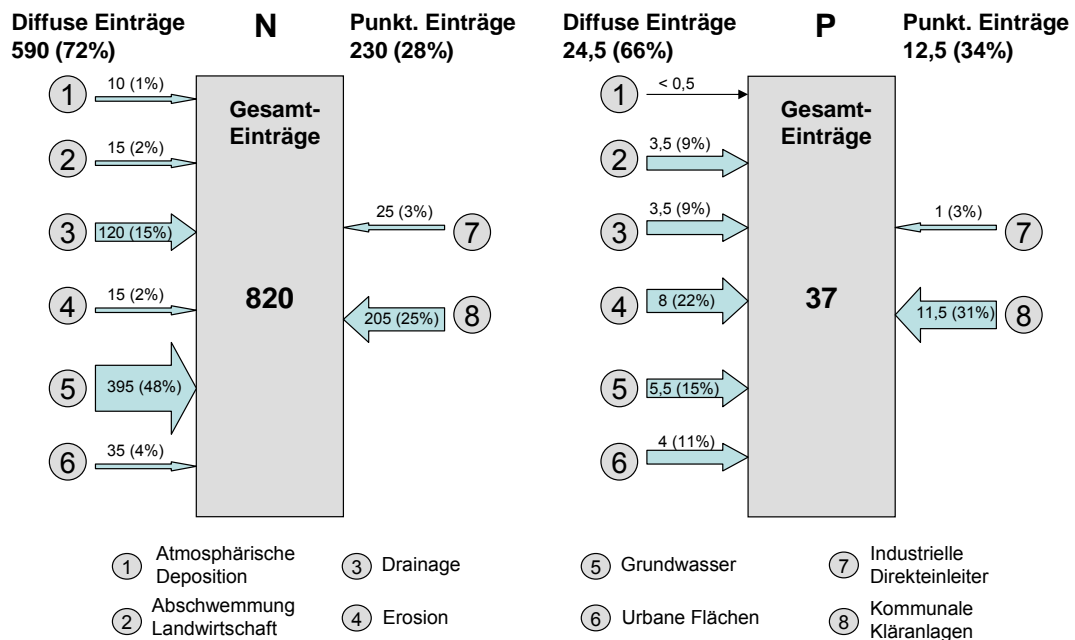 Diffuse Einträge
590 (72%)
N
Punkt. Einträge
230 (28%)
Gesamt-
Einträge
820
1
10 (1%)
2
15 (2%)
3
120 (15%)
4
15 (2%)
5
395 (48%)
6
35 (4%)
25 (3%)
7
205 (25%)
8
Diffuse Einträge
24,5 (66%)
P
Punkt. Einträge
12,5 (34%)
Gesamt-
Einträge
37
1
< 0,5
2
3,5 (9%)
3
3,5 (9%)
4
8 (22%)
5
5,5 (15%)
6
4 (11%)
1 (3%)
7
11,5 (31%)
8
1 Atmosphärische
Deposition
2 Abschwemmung
Landwirtschaft
3 Drainage
4 Erosion
5 Grundwasser
6 Urbane Flächen
7 Industrielle
Direkteinleiter
8 Kommunale
Kläranlagen